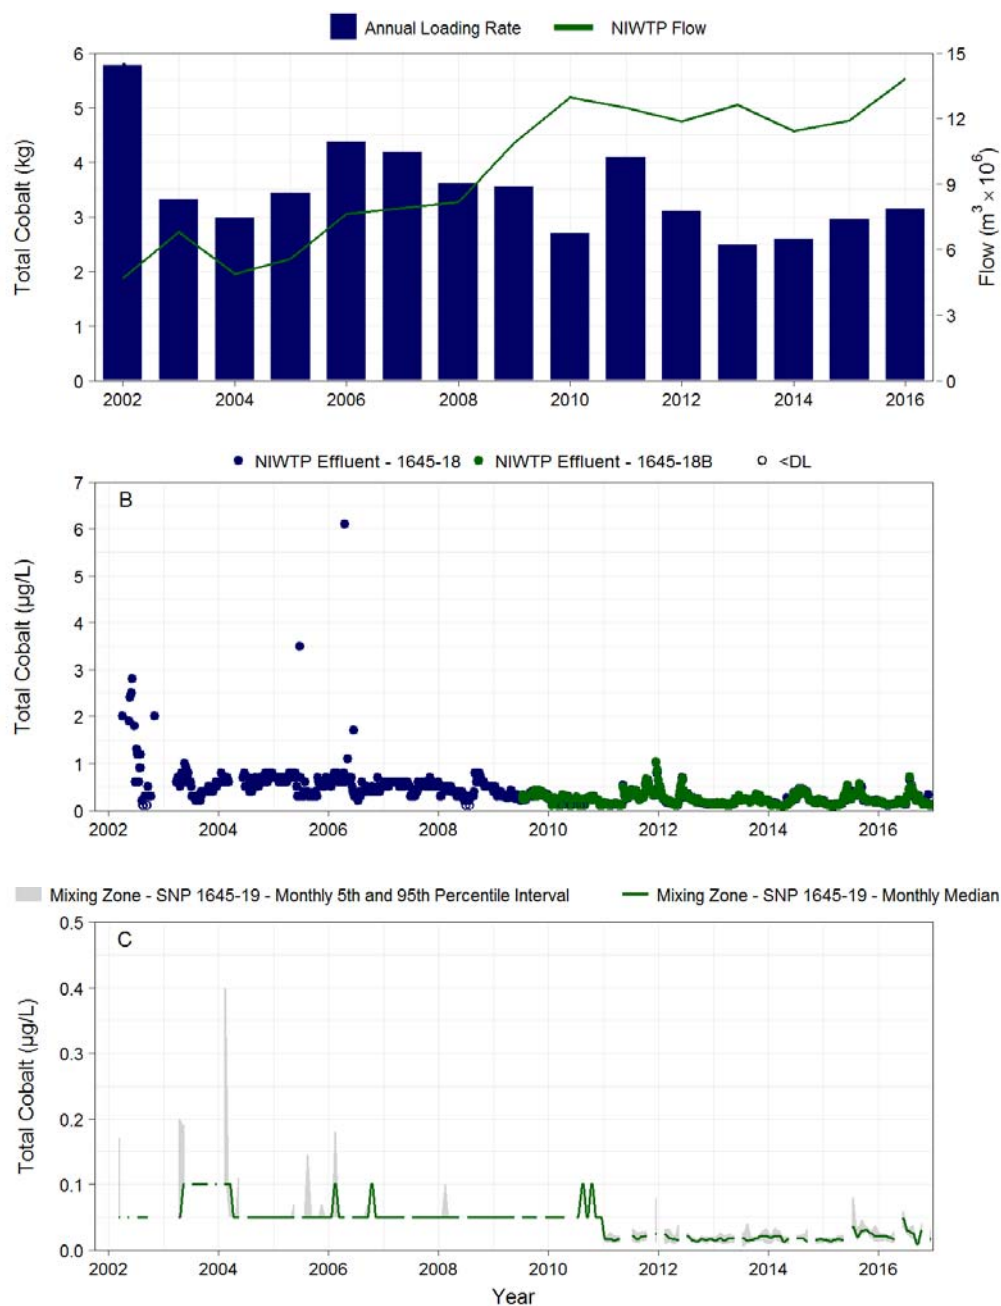 Annual Loading Rate NIWTP Flow
6
5
4
3
2
1
0
Total Cobalt (kg)
15
12
9
6
3
0
Flow (m³ × 10⁶)
2002 2004 2006 2008 2010 2012 2014 2016
NIWTP Effluent - 1645-18 NIWTP Effluent - 1645-18B <DL
B
7
6
5
4
3
2
1
0
Total Cobalt (µg/L)
2002 2004 2006 2008 2010 2012 2014 2016
Mixing Zone - SNP 1645-19 - Monthly 5th and 95th Percentile Interval Mixing Zone - SNP 1645-19 - Monthly Median
C
0.5
0.4
0.3
0.2
0.1
0.0
Total Cobalt (µg/L)
2002 2004 2006 2008 2010 2012 2014 2016
Year